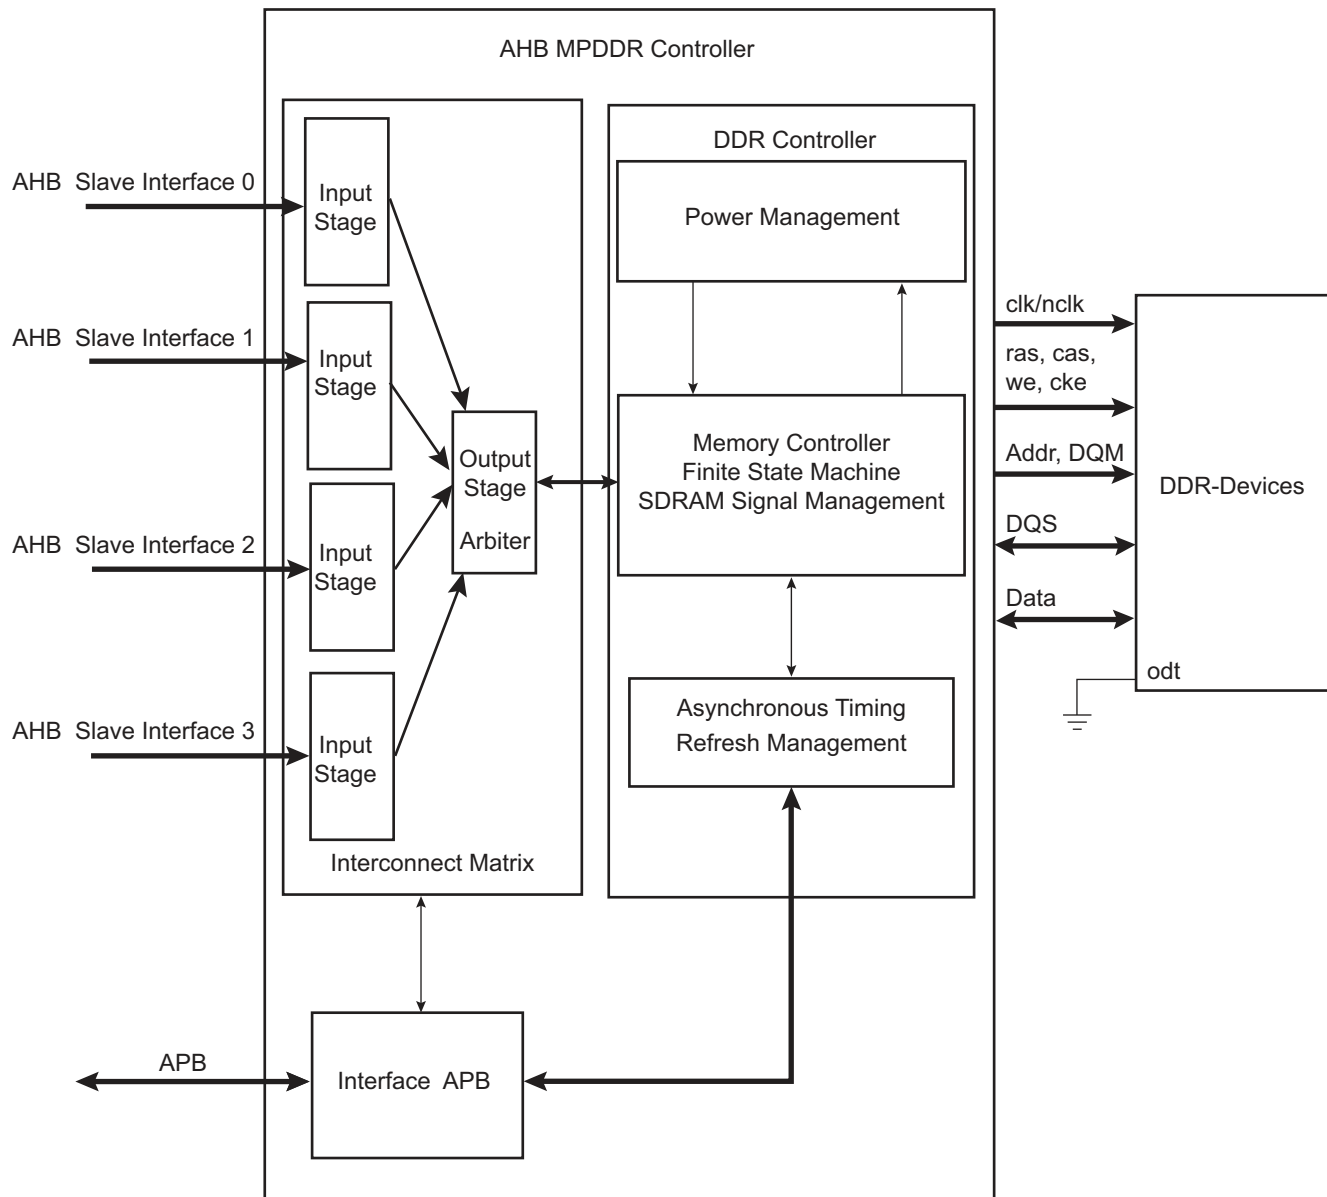 AHB MPDDR Controller
DDR Controller
AHB Slave Interface 0
Input
Stage
Power Management
AHB Slave Interface 1
Input
Stage
clk/nclk
ras, cas,
we, cke
Output
Stage
Arbiter
Memory Controller
Finite State Machine
SDRAM Signal Management
Addr, DQM
DDR-Devices
DQS
AHB Slave Interface 2
Input
Stage
Data
odt
AHB Slave Interface 3
Input
Stage
Asynchronous Timing
Refresh Management
Interconnect Matrix
APB
Interface APB